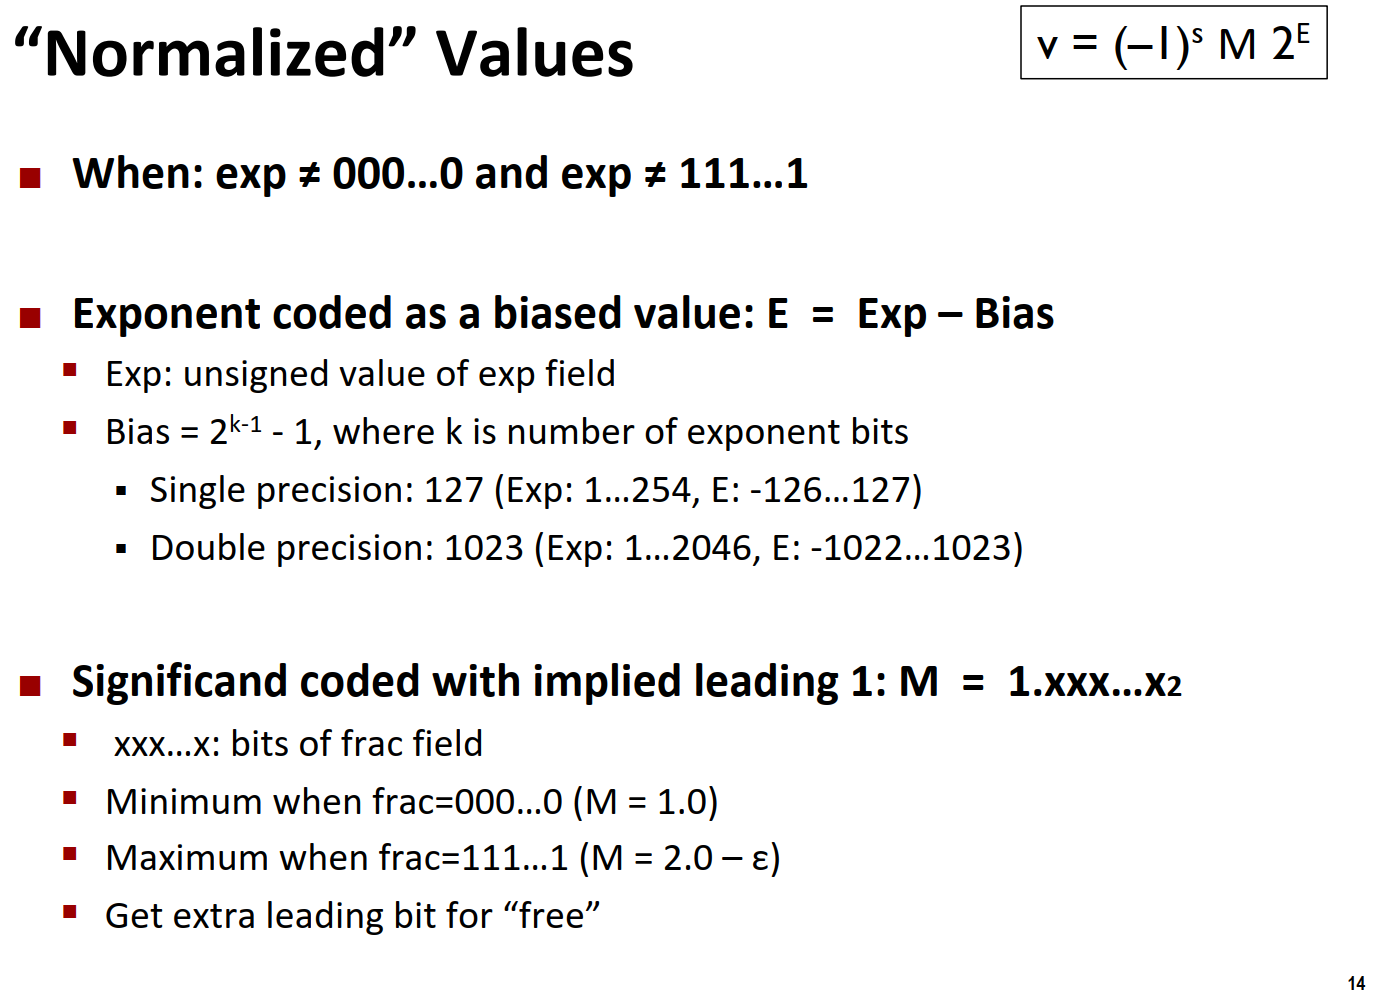 “Normalized” Values
v = (–1)ˢ M 2ᴱ
When: exp ≠ 000…0 and exp ≠ 111…1
Exponent coded as a biased value: E = Exp – Bias
Exp: unsigned value of exp field
Bias = 2ᵏ⁻¹ - 1, where k is number of exponent bits
Single precision: 127 (Exp: 1…254, E: -126…127)
Double precision: 1023 (Exp: 1…2046, E: -1022…1023)
Significand coded with implied leading 1: M = 1.xxx…x₂
xxx…x: bits of frac field
Minimum when frac=000…0 (M = 1.0)
Maximum when frac=111…1 (M = 2.0 – ε)
Get extra leading bit for “free”
14